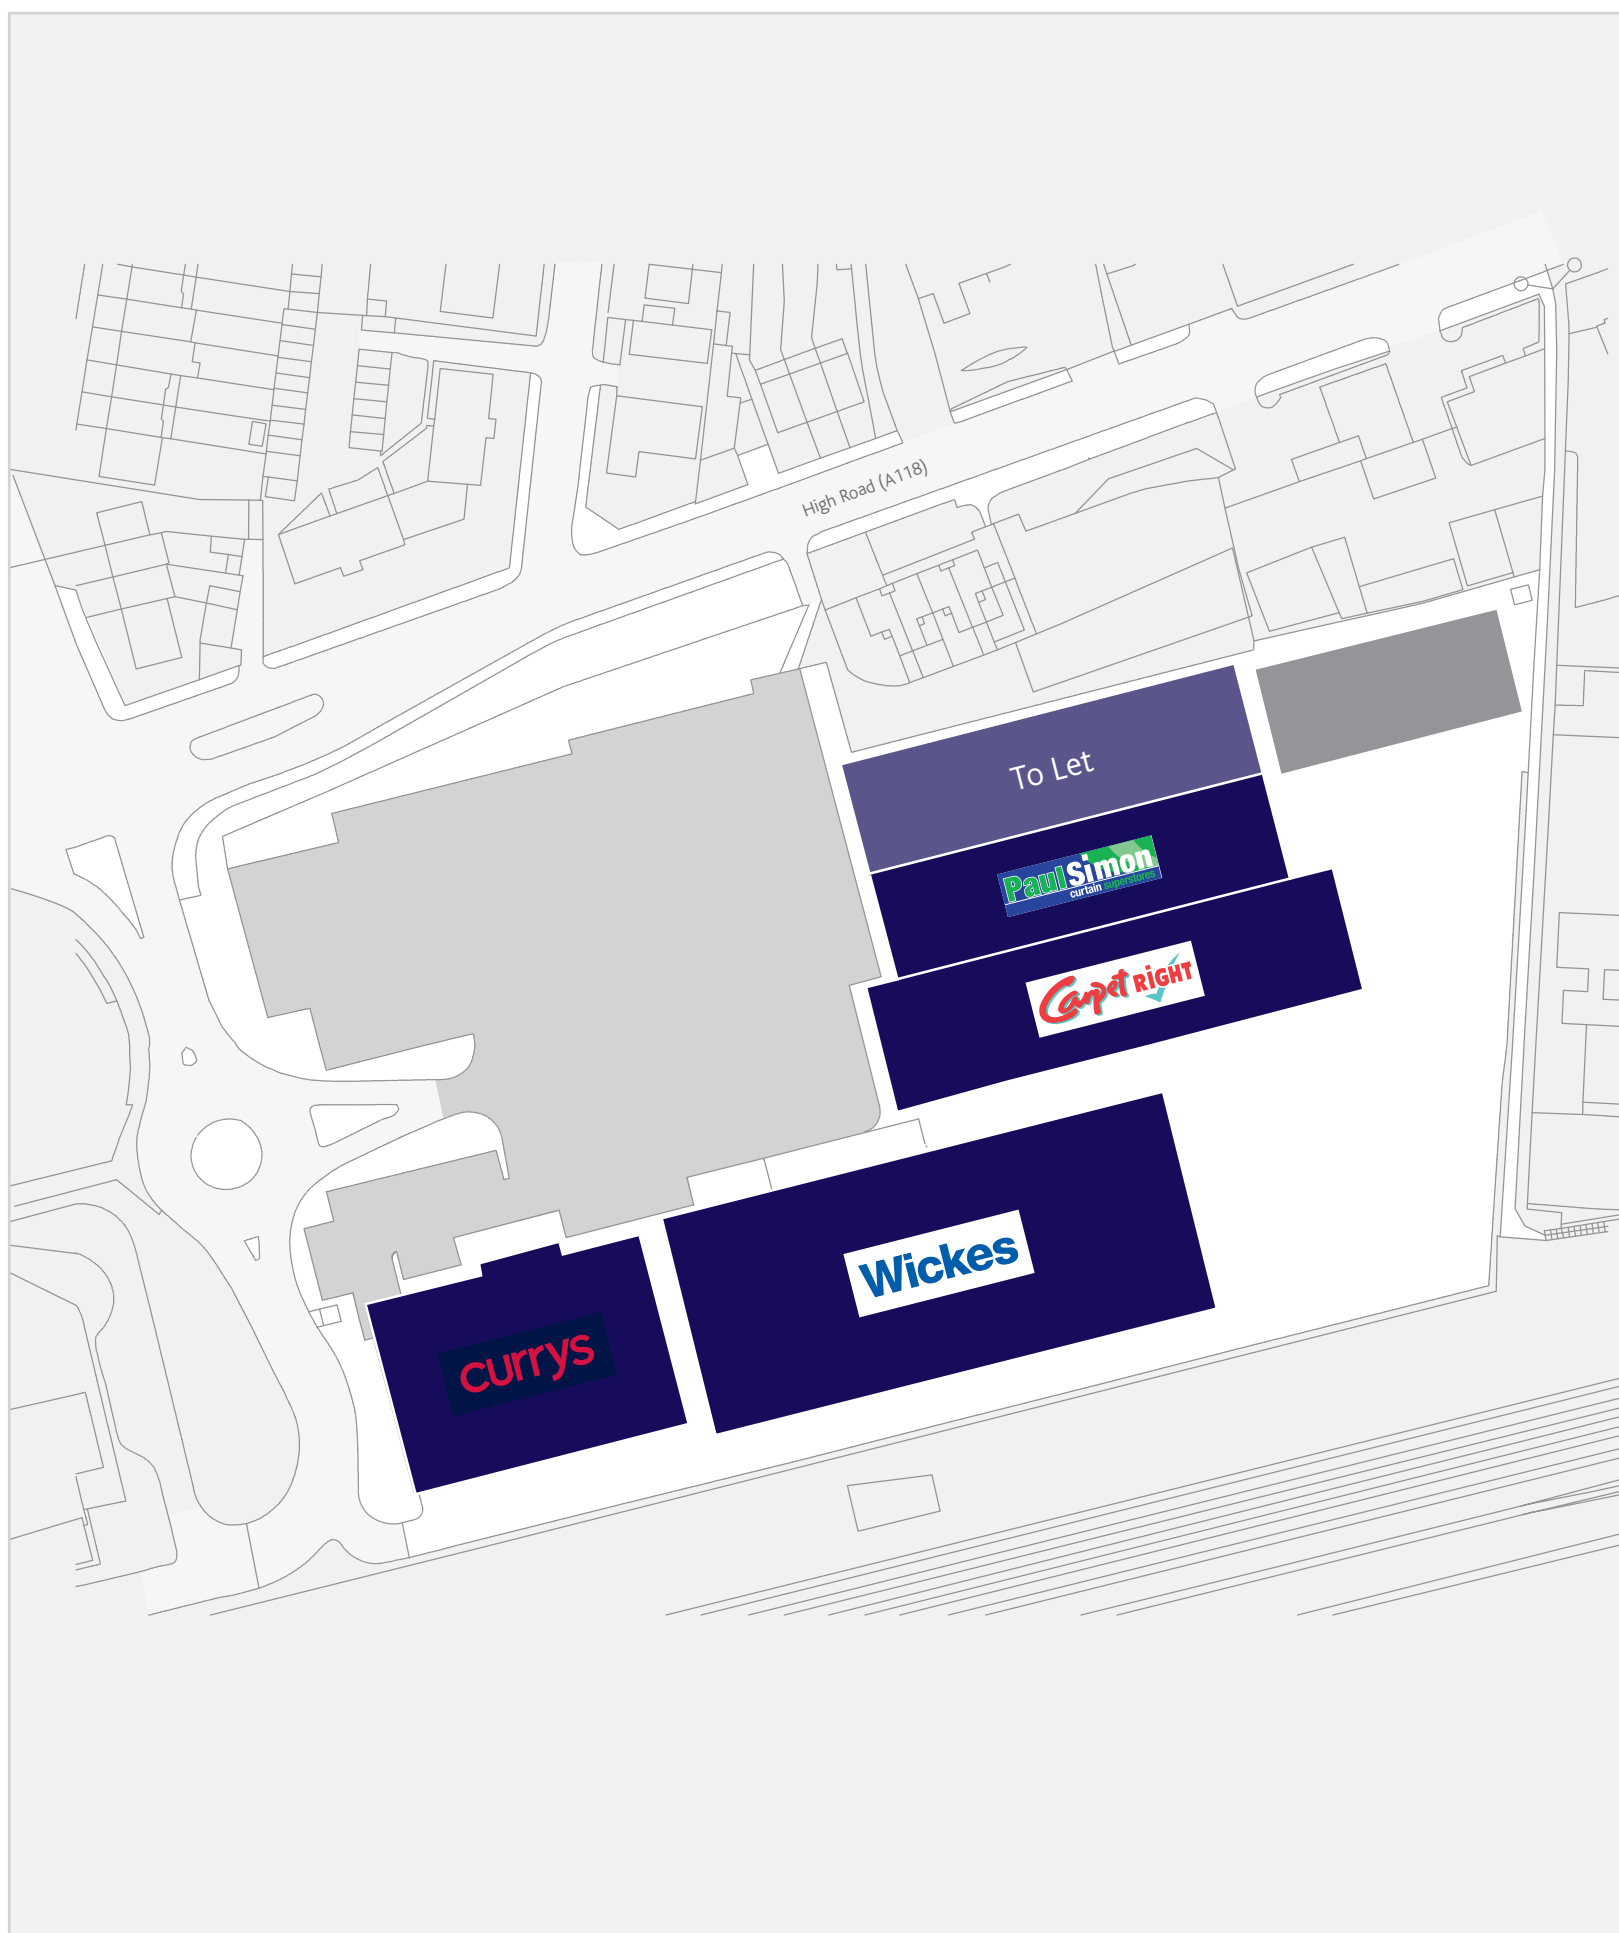 High Road (A118)
To Let
PaulSimon
curtain superstores
Carpet RIGHT
Wickes
currys